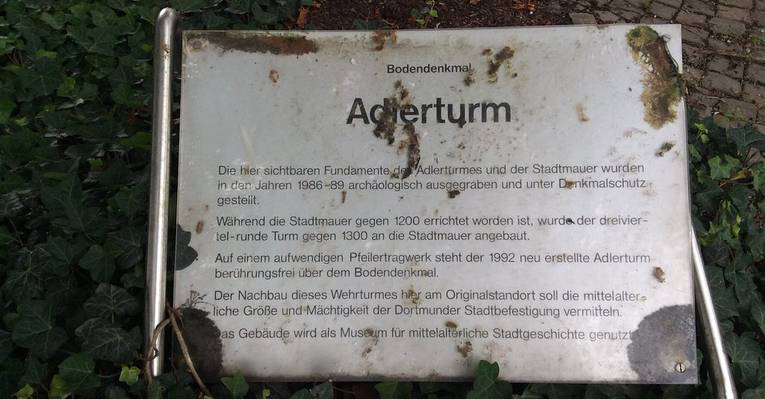 Bodendenkmal
Adlerturm
Die hier sichtbaren Fundamente des Adlerturmes und der Stadtmauer wurden
in den Jahren 1986-89 archäologisch ausgegraben und unter Denkmalschutz
gestellt.
Während die Stadtmauer gegen 1200 errichtet worden ist, wurde der dreivier-
tel-runde Turm gegen 1300 an die Stadtmauer angebaut.
Auf einem aufwendigen Pfeilertragwerk steht der 1992 neu erstellte Adlerturm
berührungsfrei über dem Bodendenkmal.
Der Nachbau dieses Wehrturmes hier am Originalstandort soll die mittelalter-
liche Größe und Mächtigkeit der Dortmunder Stadtbefestigung vermitteln.
Das Gebäude wird als Museum für mittelalterliche Stadtgeschichte genutzt.